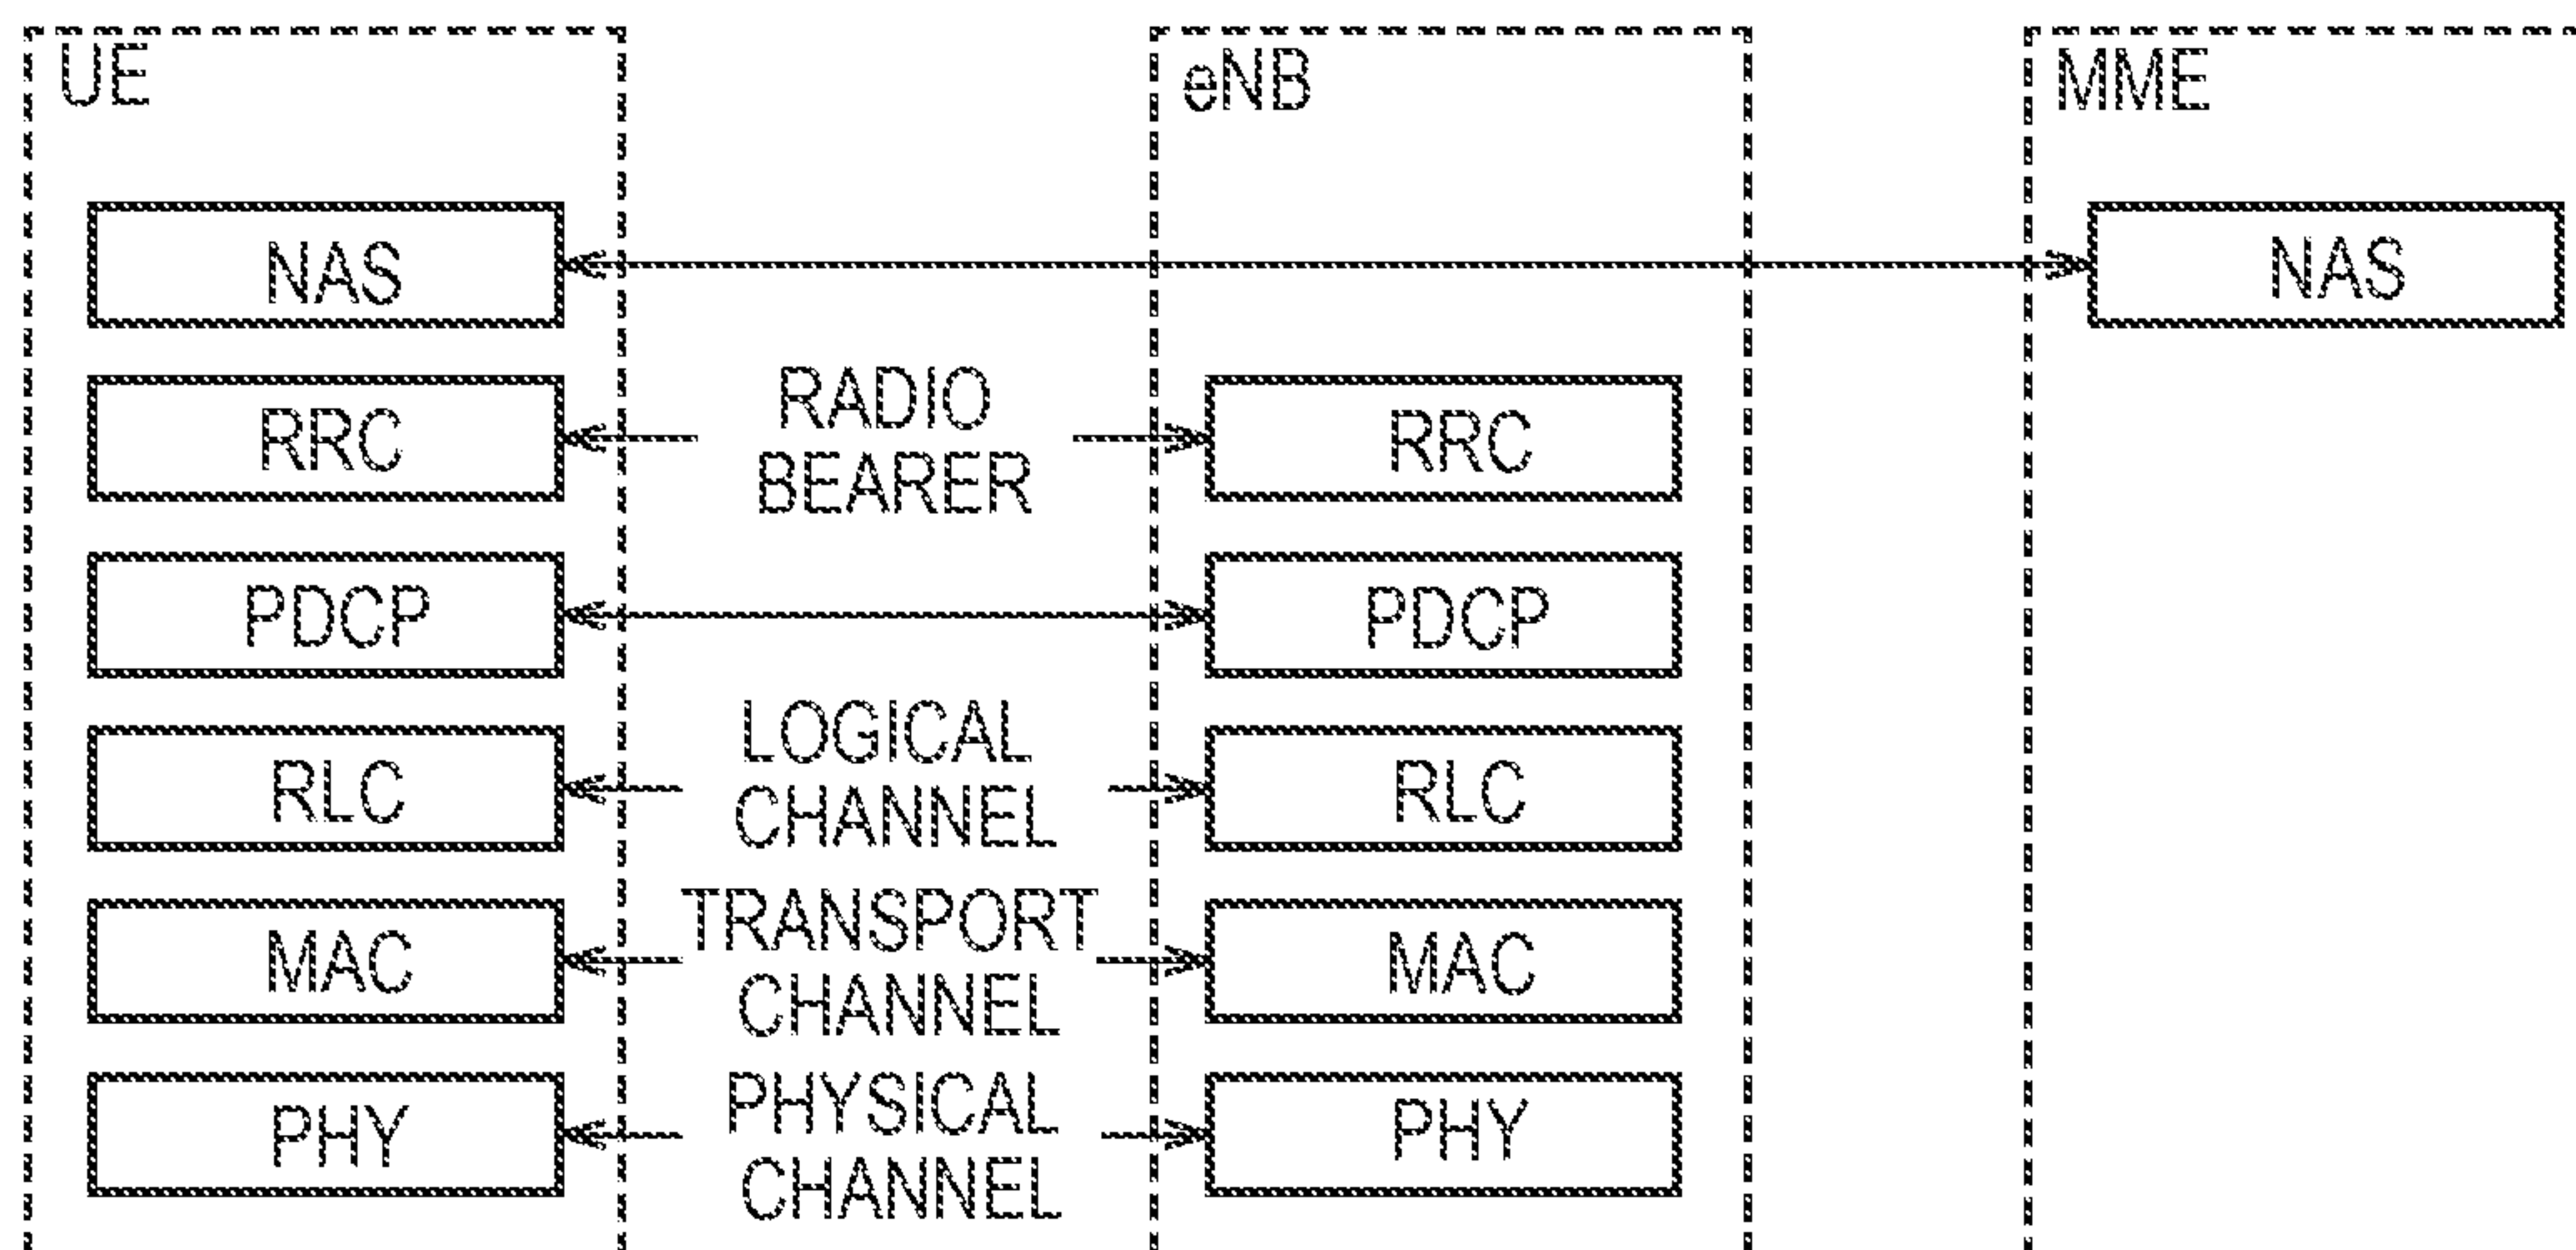 UE
eNB
MME
NAS
NAS
RRC
RADIO
BEARER
RRC
PDCP
PDCP
RLC
LOGICAL
CHANNEL
RLC
MAC
TRANSPORT
CHANNEL
MAC
PHY
PHYSICAL
CHANNEL
PHY